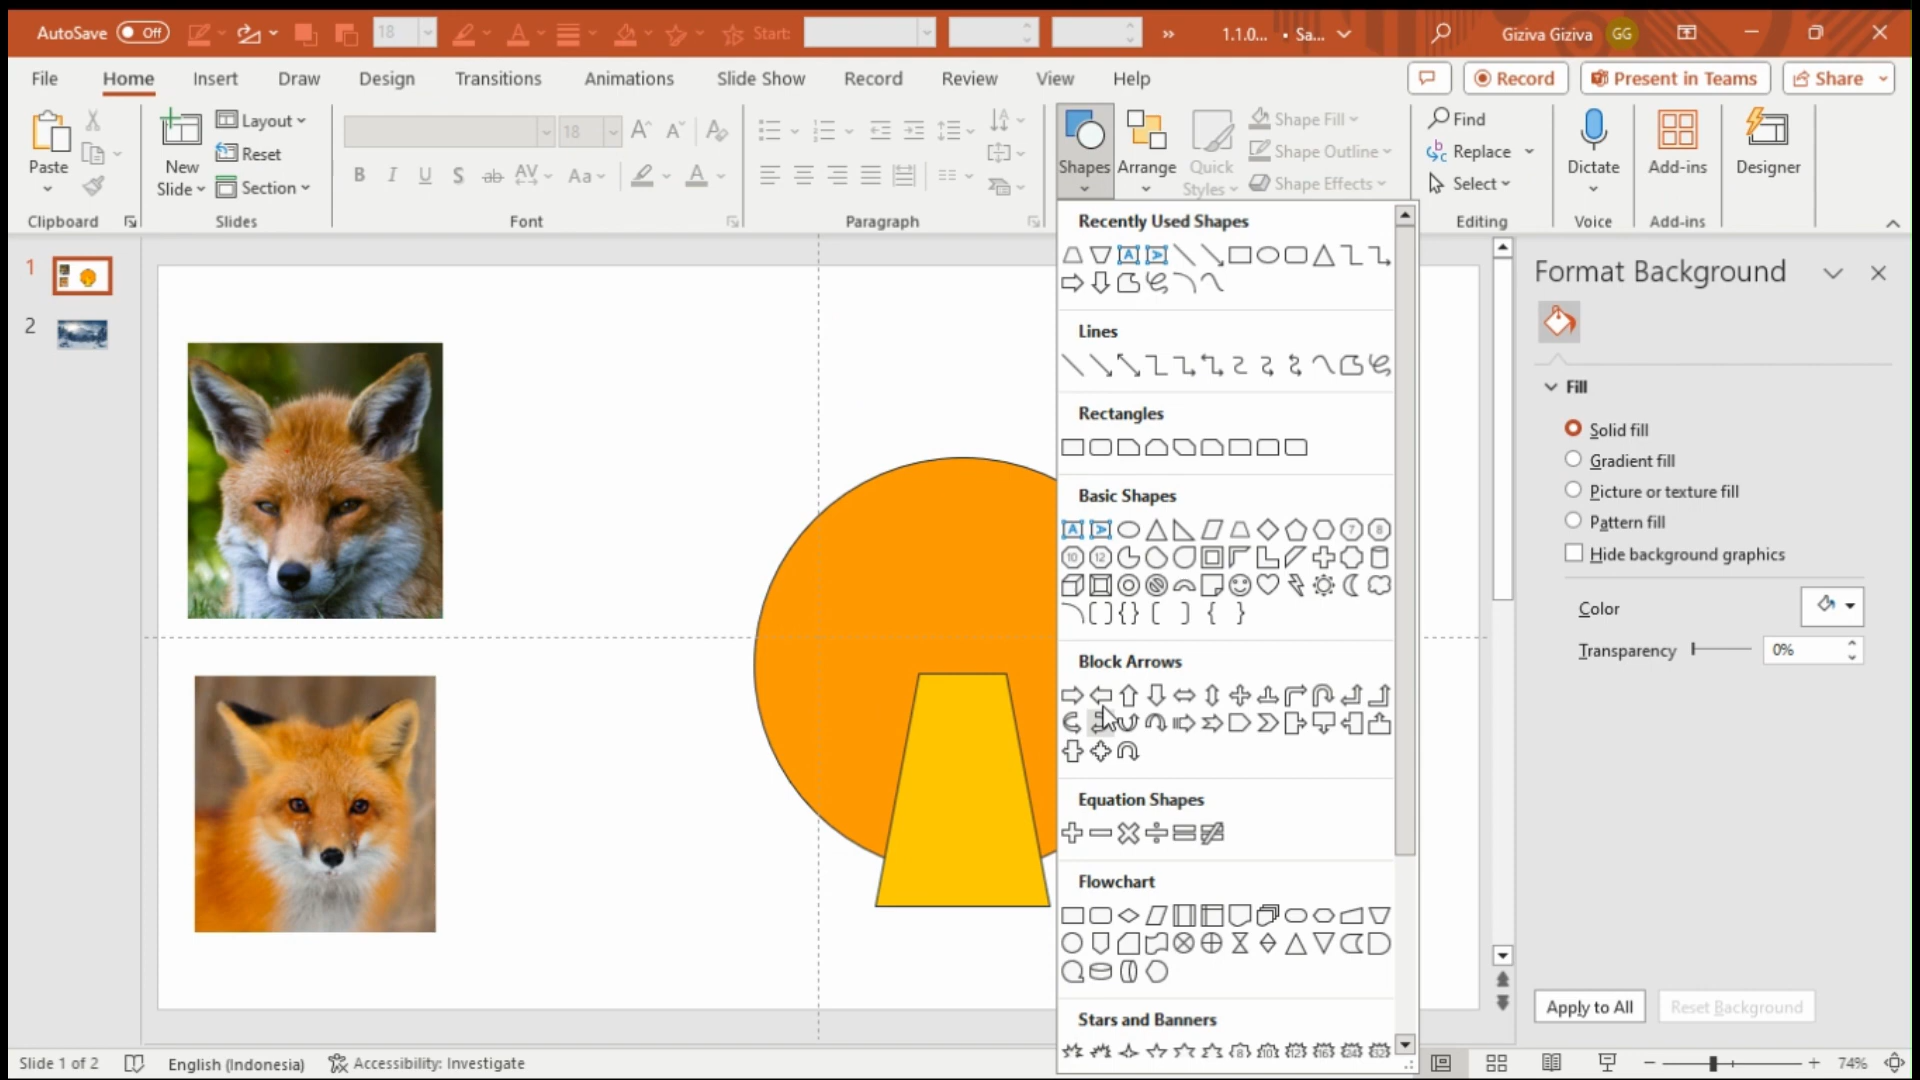 AutoSave Off 18 Start: » 1.1.0... • Sa... Giziva Giziva GG
File Home Insert Draw Design Transitions Animations Slide Show Record Review View Help Record Present in Teams Share
Paste
New
Slide
Layout
Reset
Section
18
B I U S ab AV Aa A
Shapes
Arrange
Quick
Styles
Shape Fill
Shape Outline
Shape Effects
Find
Replace
Select
Dictate
Add-ins
Designer
Clipboard Slides Font Paragraph Editing Voice Add-ins
1
2
Recently Used Shapes
Lines
Rectangles
Basic Shapes
Block Arrows
Equation Shapes
Flowchart
Stars and Banners
Format Background
Fill
Solid fill
Gradient fill
Picture or texture fill
Pattern fill
Hide background graphics
Color
Transparency 0%
Apply to All Reset Background
Slide 1 of 2 English (Indonesia) Accessibility: Investigate 74%